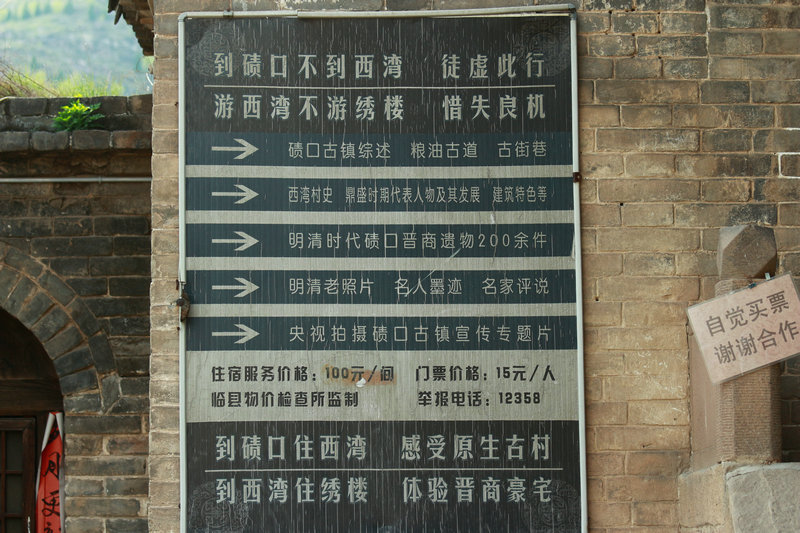 到碛口不到西湾 徒虚此行
游西湾不游绣楼 惜失良机
碛口古镇综述 粮油古道 古街巷
西湾村史 鼎盛时期代表人物及其发展 建筑特色等
明清时代碛口晋商遗物200余件
明清老照片 名人墨迹 名家评说
央视拍摄碛口古镇宣传专题片
住宿服务价格：100元/间 门票价格：15元/人
临县物价检查所监制 举报电话：12358
到碛口住西湾 感受原生古村
到西湾住绣楼 体验晋商豪宅
自觉买票
谢谢合作